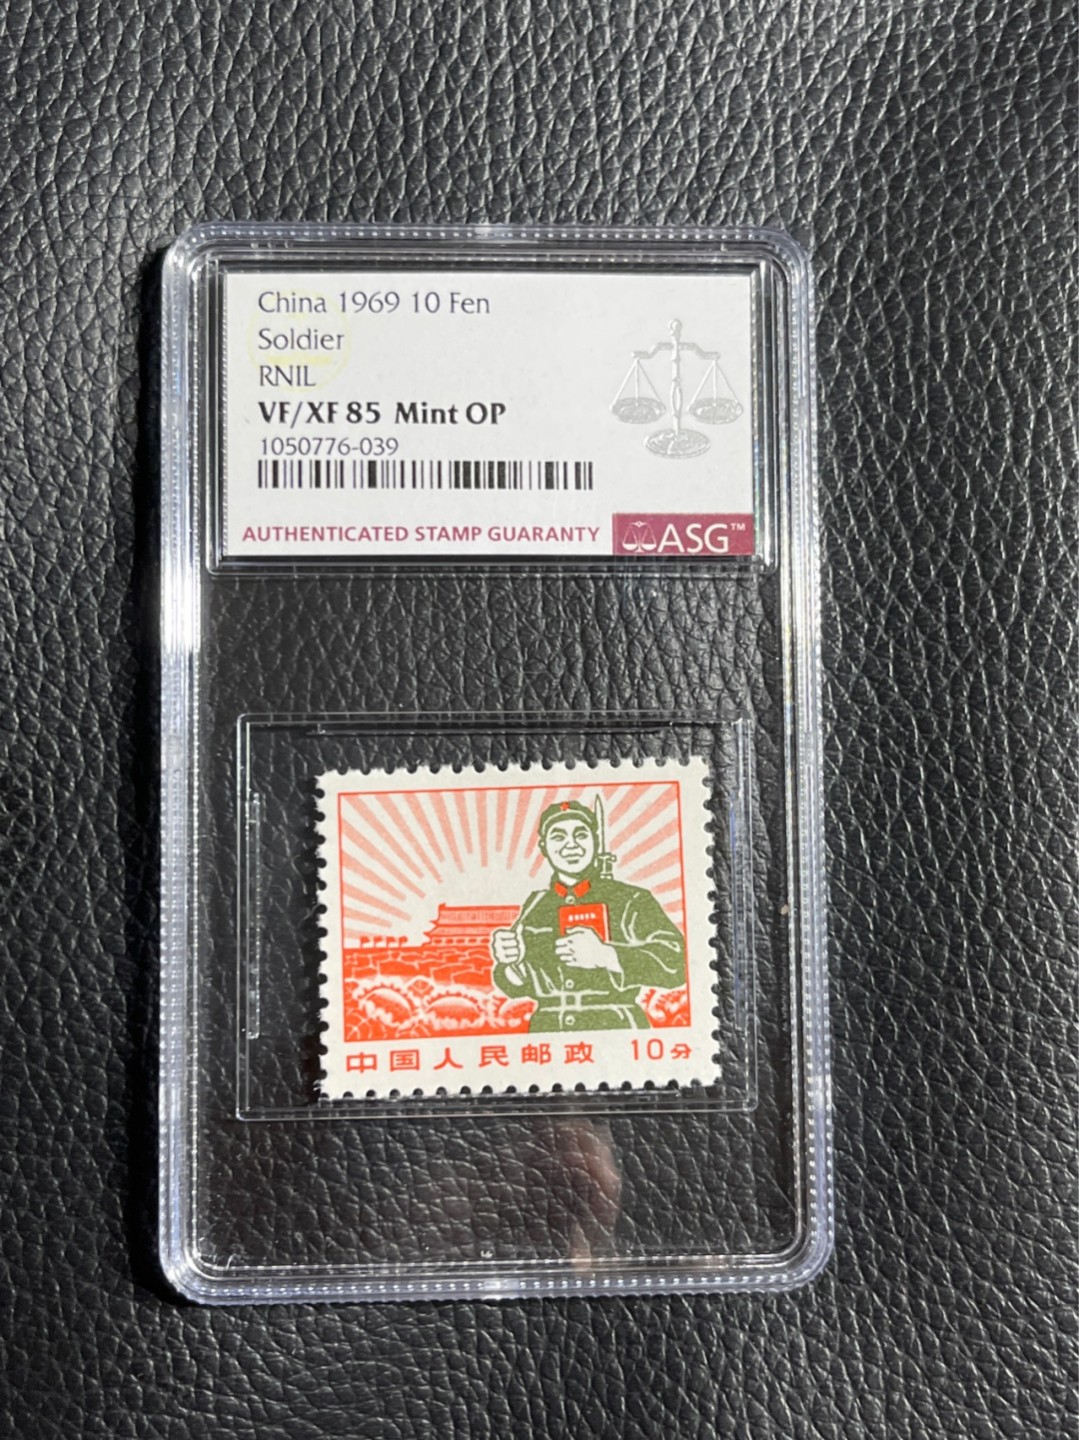 China 1969 10 Fen
Soldier
RNIL
VF/XF 85 Mint OP
1050776-039
AUTHENTICATED STAMP GUARANTY
ASG™
中国人民邮政 10分